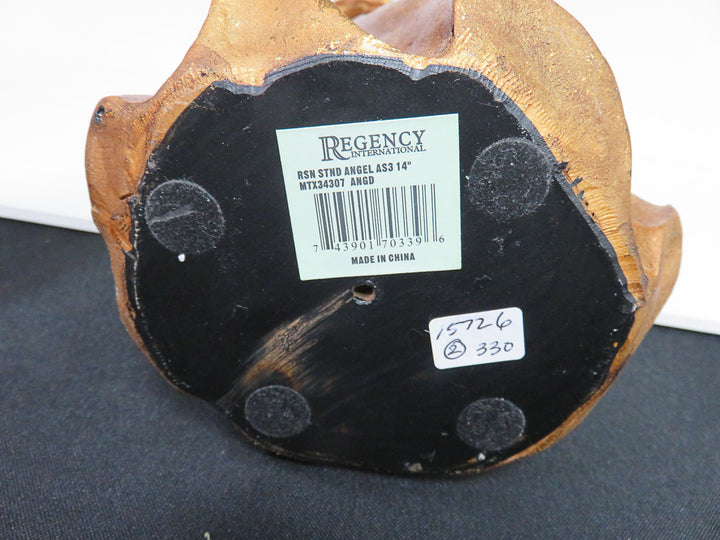 REGENCY
INTERNATIONAL
RSN STND ANGEL AS3 14"
MTX34307 ANGD
7 43901 70339 6
MADE IN CHINA
15726
2 330